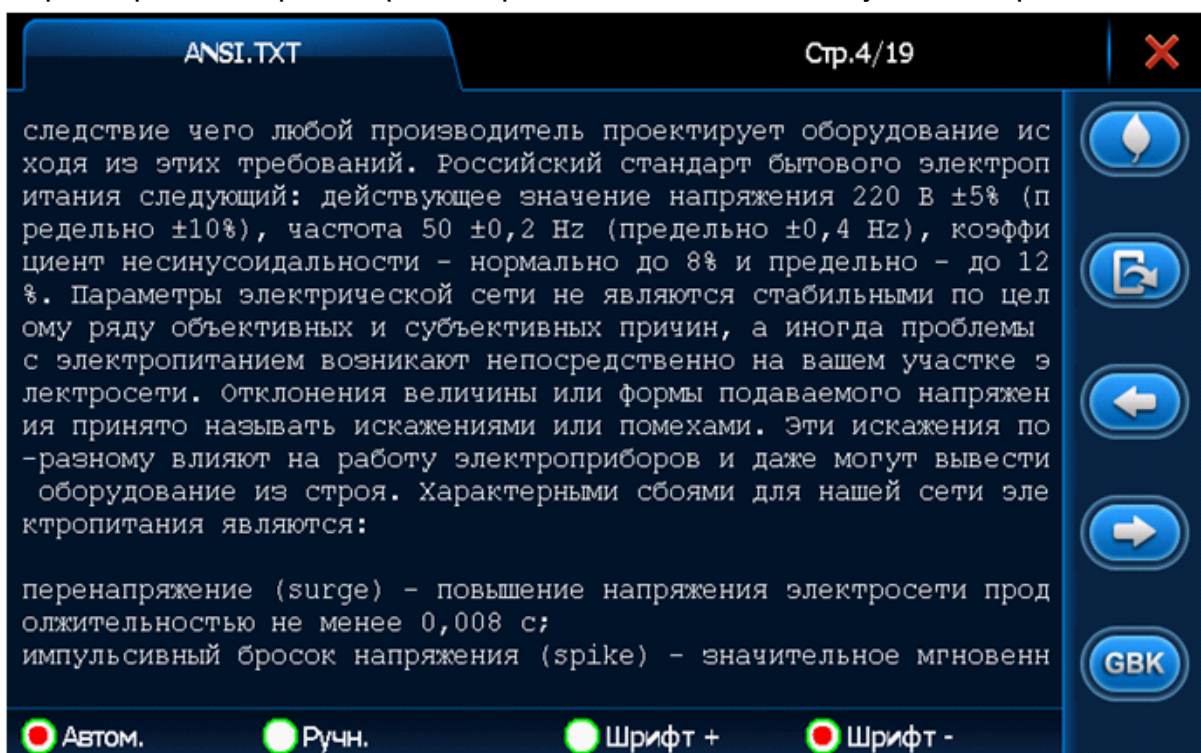 ANSI.TXT
Стр.4/19
следствие чего любой производитель проектирует оборудование ис
ходя из этих требований. Российский стандарт бытового электроп
итания следующий: действующее значение напряжения 220 В ±5% (п
редельно ±10%), частота 50 ±0,2 Hz (предельно ±0,4 Hz), коэффи
циент несинусоидальности – нормально до 8% и предельно – до 12
%. Параметры электрической сети не являются стабильными по цел
ому ряду объективных и субъективных причин, а иногда проблемы
с электропитанием возникают непосредственно на вашем участке э
лектросети. Отклонения величины или формы подаваемого напряжен
ия принято называть искажениями или помехами. Эти искажения по
-разному влияют на работу электроприборов и даже могут вывести
оборудование из строя. Характерными сбоями для нашей сети эле
ктропитания являются:
перенапряжение (surge) – повышение напряжения электросети прод
олжительностью не менее 0,008 с;
импульсивный бросок напряжения (spike) – значительное мгновенн
GBK
Автом.
Ручн.
Шрифт +
Шрифт -